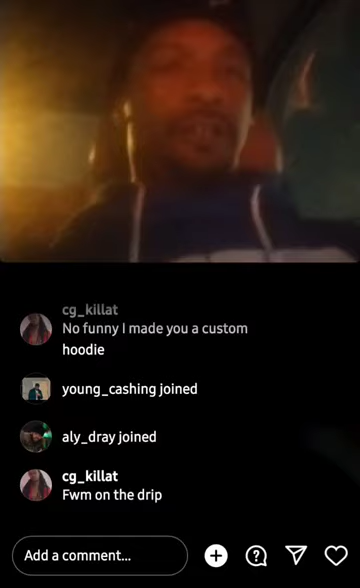 cg_killat
No funny I made you a custom
hoodie
young_cashing joined
aly_dray joined
cg_killat
Fwm on the drip
Add a comment...